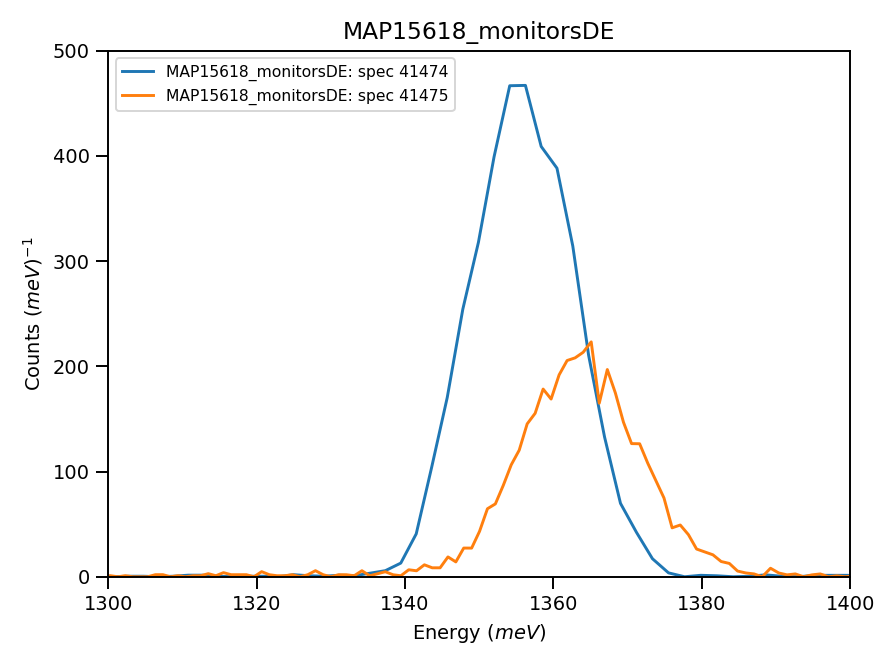 MAP15618_monitorsDE
500
400
300
200
100
0
Counts (meV)⁻¹
MAP15618_monitorsDE: spec 41474
MAP15618_monitorsDE: spec 41475
1300 1320 1340 1360 1380 1400
Energy (meV)